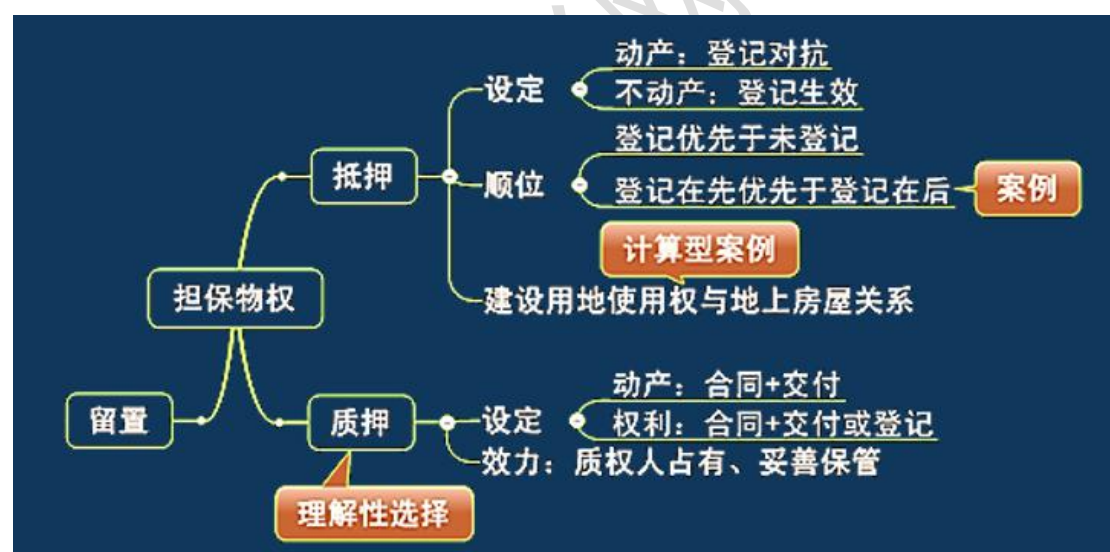 动产：登记对抗
设定
不动产：登记生效
登记优先于未登记
抵押
顺位
登记在先优先于登记在后
案例
计算型案例
担保物权
建设用地使用权与地上房屋关系
动产：合同+交付
留置
质押
设定
权利：合同+交付或登记
效力：质权人占有、妥善保管
理解性选择